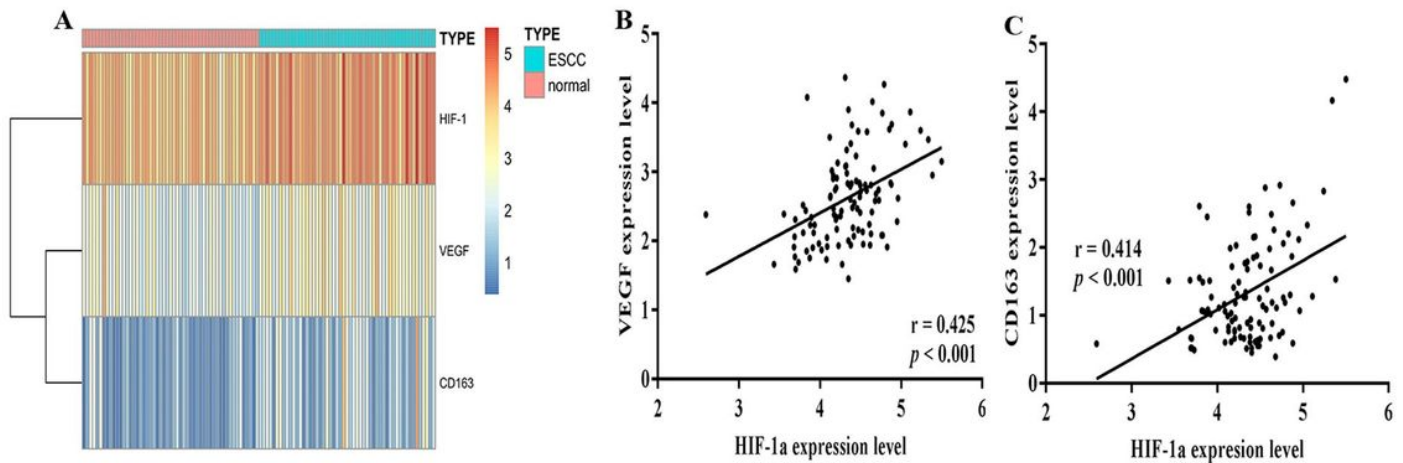 A
TYPE
5
4
3
2
1
TYPE
ESCC
normal
HIF-1
VEGF
CD163
B
VEGF expression level
5
4
3
2
1
0
2 3 4 5 6
r = 0.425
p < 0.001
HIF-1a expression level
C
CD163 expression level
5
4
3
2
1
0
2 3 4 5 6
r = 0.414
p < 0.001
HIF-1a expresion level